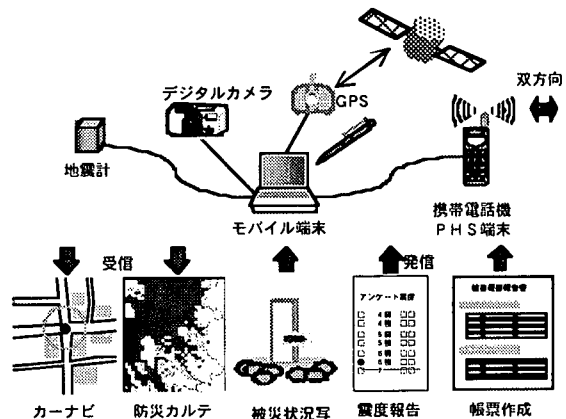 双方向
デジタルカメラ
GPS
地震計
モバイル端末
携帯電話機
PHS端末
受信
発信
アンケート震度
カーナビ
防災カルテ
被災状況写
震度報告
帳票作成